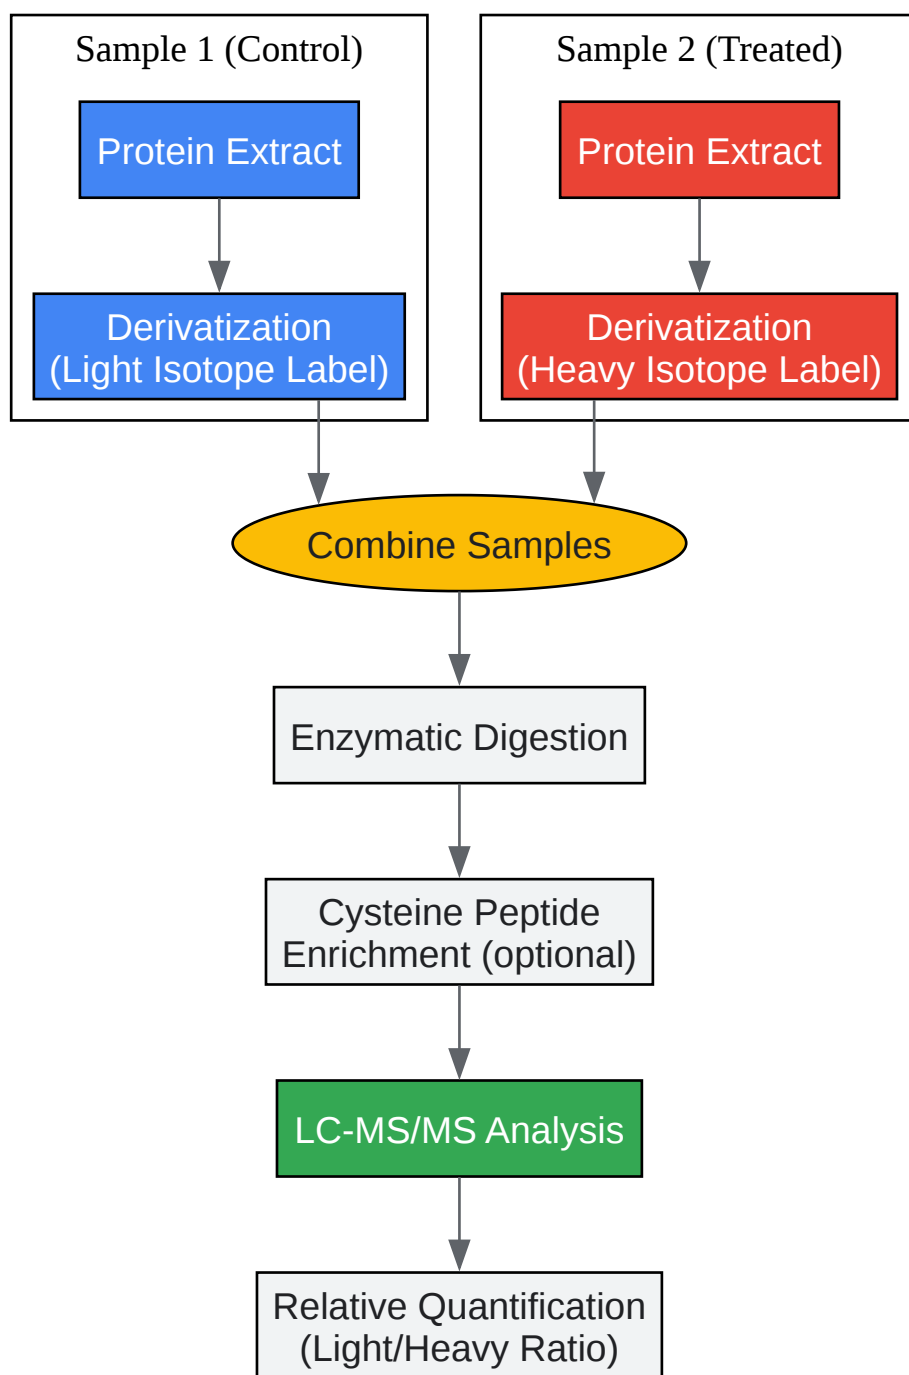 Sample 1 (Control)
Sample 2 (Treated)
Protein Extract
Protein Extract
Derivatization
(Light Isotope Label)
Derivatization
(Heavy Isotope Label)
Combine Samples
Enzymatic Digestion
Cysteine Peptide
Enrichment (optional)
LC-MS/MS Analysis
Relative Quantification
(Light/Heavy Ratio)